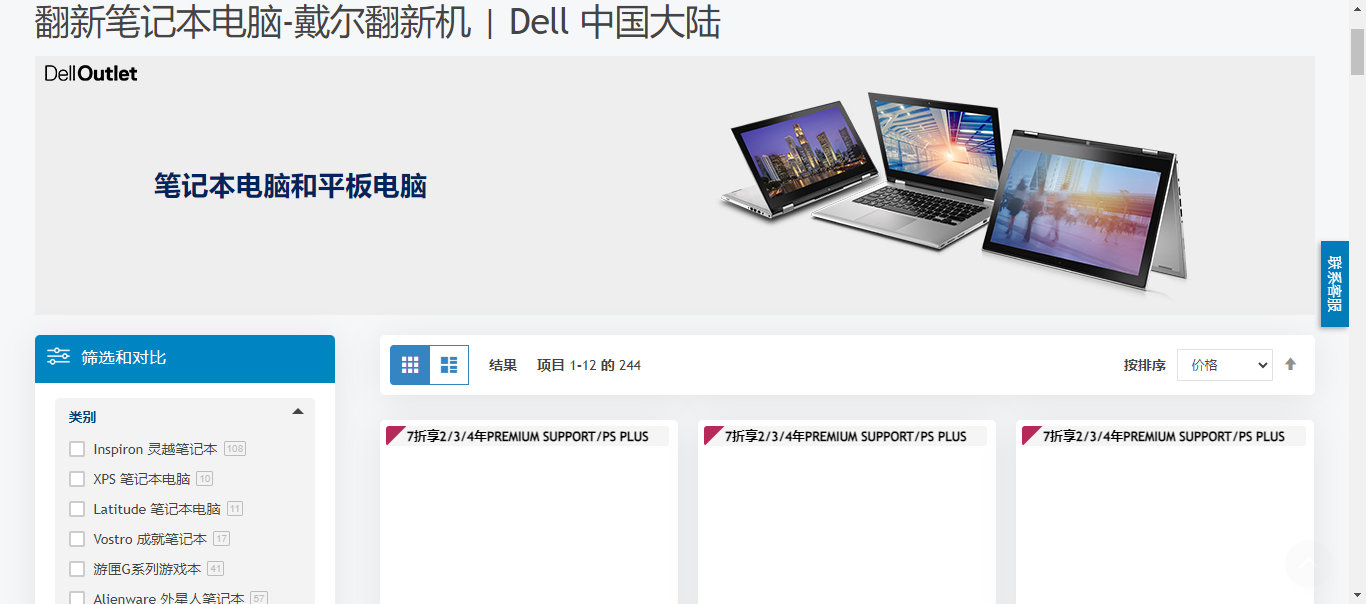 翻新笔记本电脑-戴尔翻新机 | Dell 中国大陆
DellOutlet
笔记本电脑和平板电脑
联系客服
筛选和对比
结果 项目 1-12 的 244
按排序 价格
类别
Inspiron 灵越笔记本 108
XPS 笔记本电脑 10
Latitude 笔记本电脑 11
Vostro 成就笔记本 17
游匣G系列游戏本 41
Alienware 外星人笔记本 57
7折享2/3/4年PREMIUM SUPPORT/PS PLUS
7折享2/3/4年PREMIUM SUPPORT/PS PLUS
7折享2/3/4年PREMIUM SUPPORT/PS PLUS